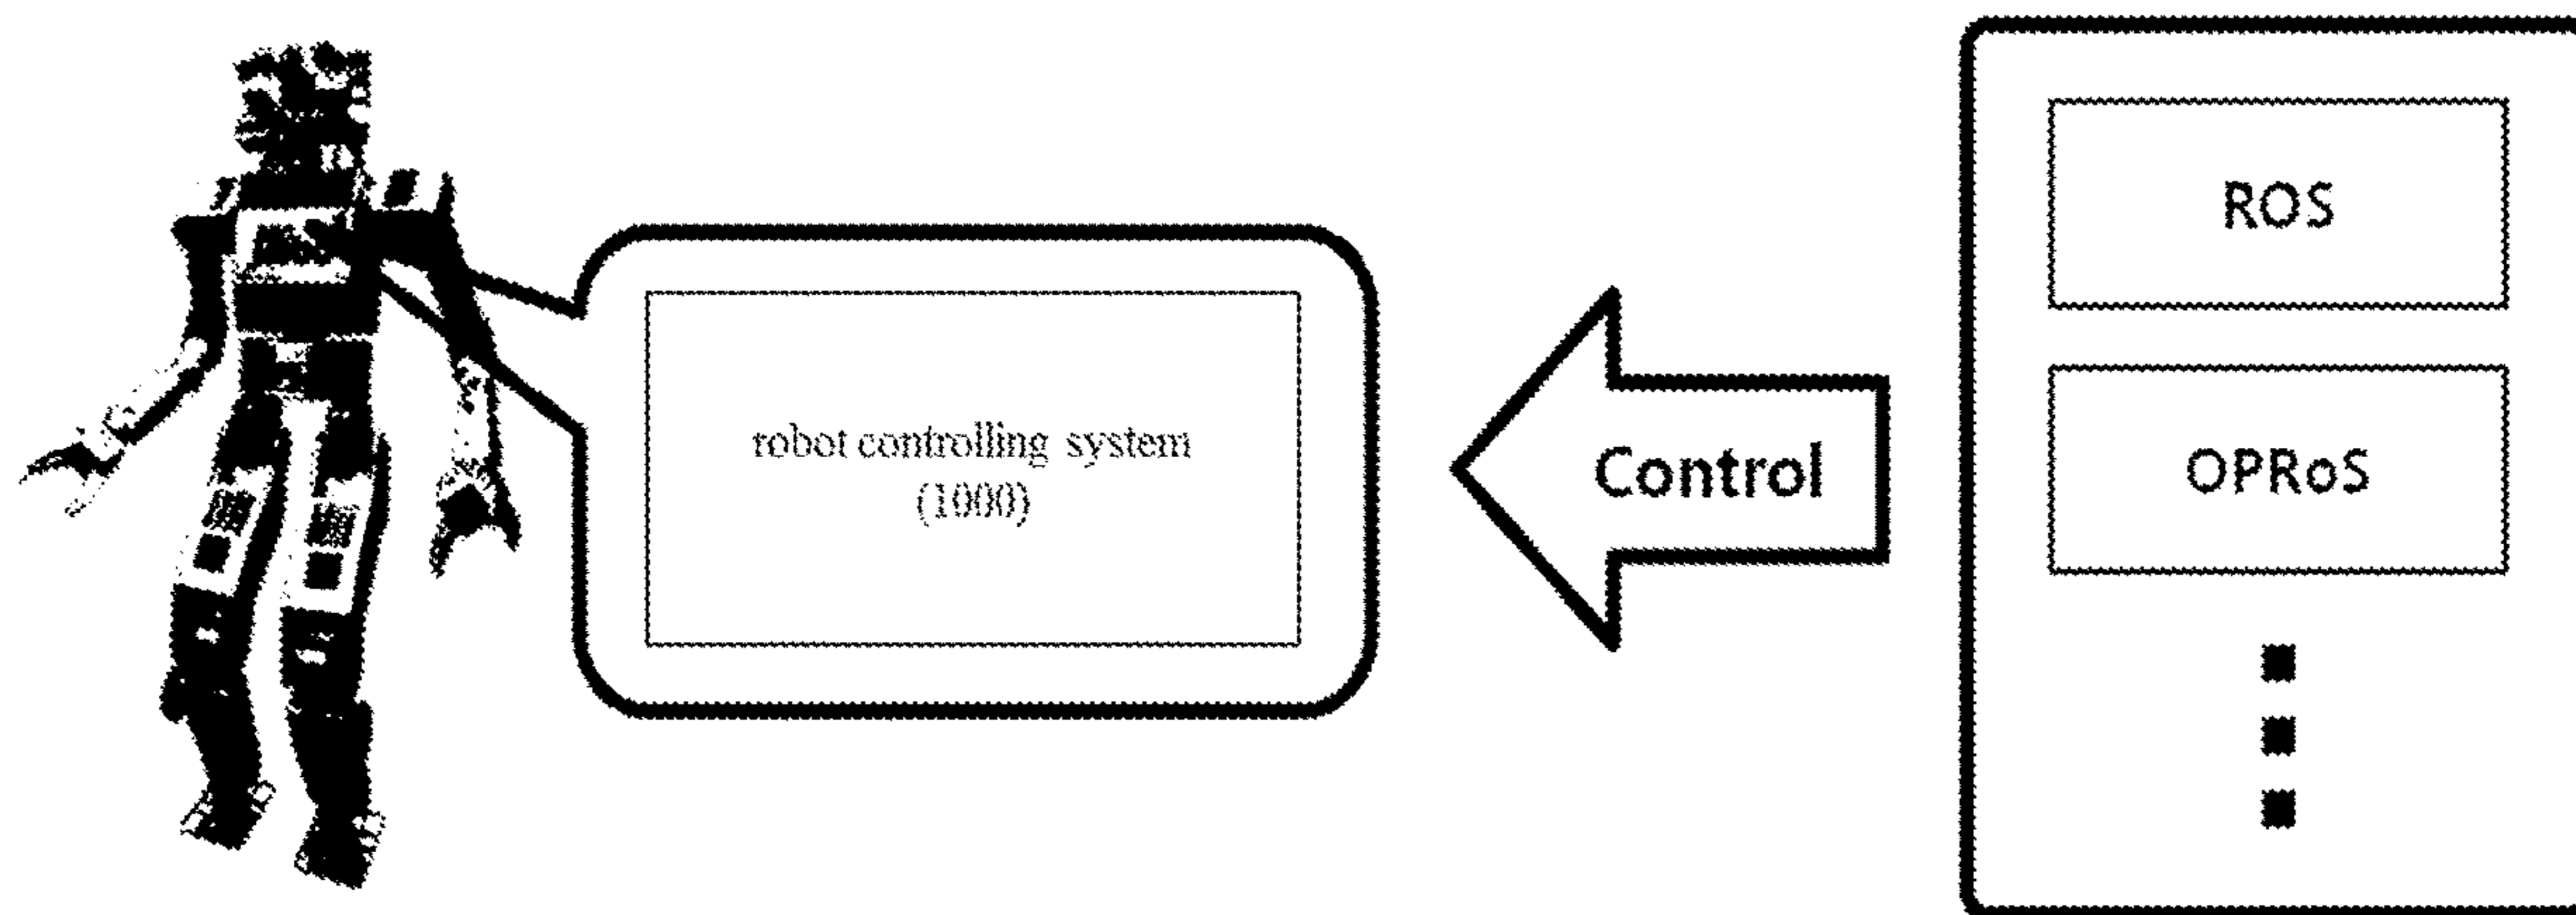 robot controlling system
(1000)
Control
ROS
OPRoS